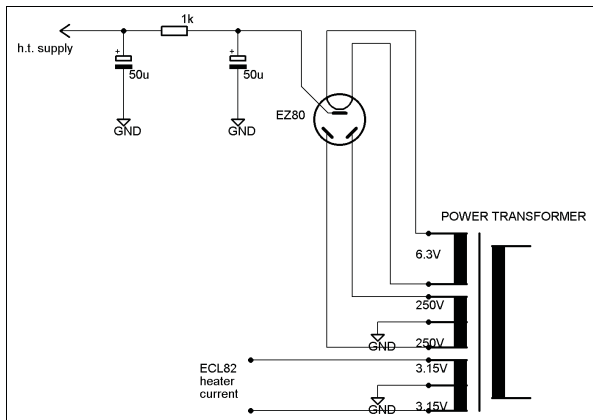 1k
h.t. supply
50u
50u
EZ80
GND
GND
POWER TRANSFORMER
6.3V
250V
GND
250V
ECL82
heater
current
3.15V
GND
3.15V